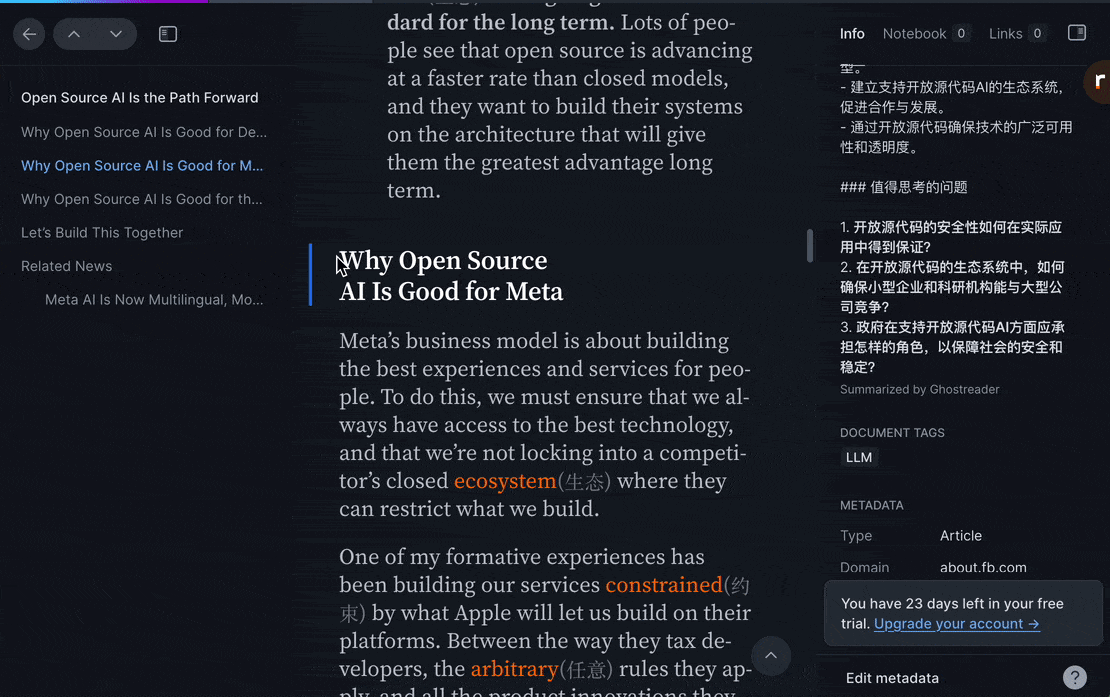 Open Source AI Is the Path Forward
Why Open Source AI Is Good for De...
Why Open Source AI Is Good for M...
Why Open Source AI Is Good for th...
Let's Build This Together
Related News
Meta AI Is Now Multilingual, Mo...
dard for the long term. Lots of peo-
ple see that open source is advancing
at a faster rate than closed models,
and they want to build their systems
on the architecture that will give
them the greatest advantage long
term.
Why Open Source
AI Is Good for Meta
Meta’s business model is about building
the best experiences and services for peo-
ple. To do this, we must ensure that we al-
ways have access to the best technology,
and that we’re not locking into a competi-
tor’s closed ecosystem(生态) where they
can restrict what we build.
One of my formative experiences has
been building our services constrained(约
束) by what Apple will let us build on their
platforms. Between the way they tax de-
velopers, the arbitrary(任意) rules they ap-
ply, and all the product innovations they
Info Notebook 0 Links 0
型。
- 建立支持开放源代码AI的生态系统，
促进合作与发展。
- 通过开放源代码确保技术的广泛可用
性和透明度。
### 值得思考的问题
1. 开放源代码的安全性如何在实际应
用中得到保证?
2. 在开放源代码的生态系统中，如何
确保小型企业和科研机构能与大型公
司竞争?
3. 政府在支持开放源代码AI方面应承
担怎样的角色，以保障社会的安全和
稳定?
Summarized by Ghostreader
DOCUMENT TAGS
LLM
METADATA
Type Article
Domain about.fb.com
You have 23 days left in your free
trial. Upgrade your account →
Edit metadata
?
r